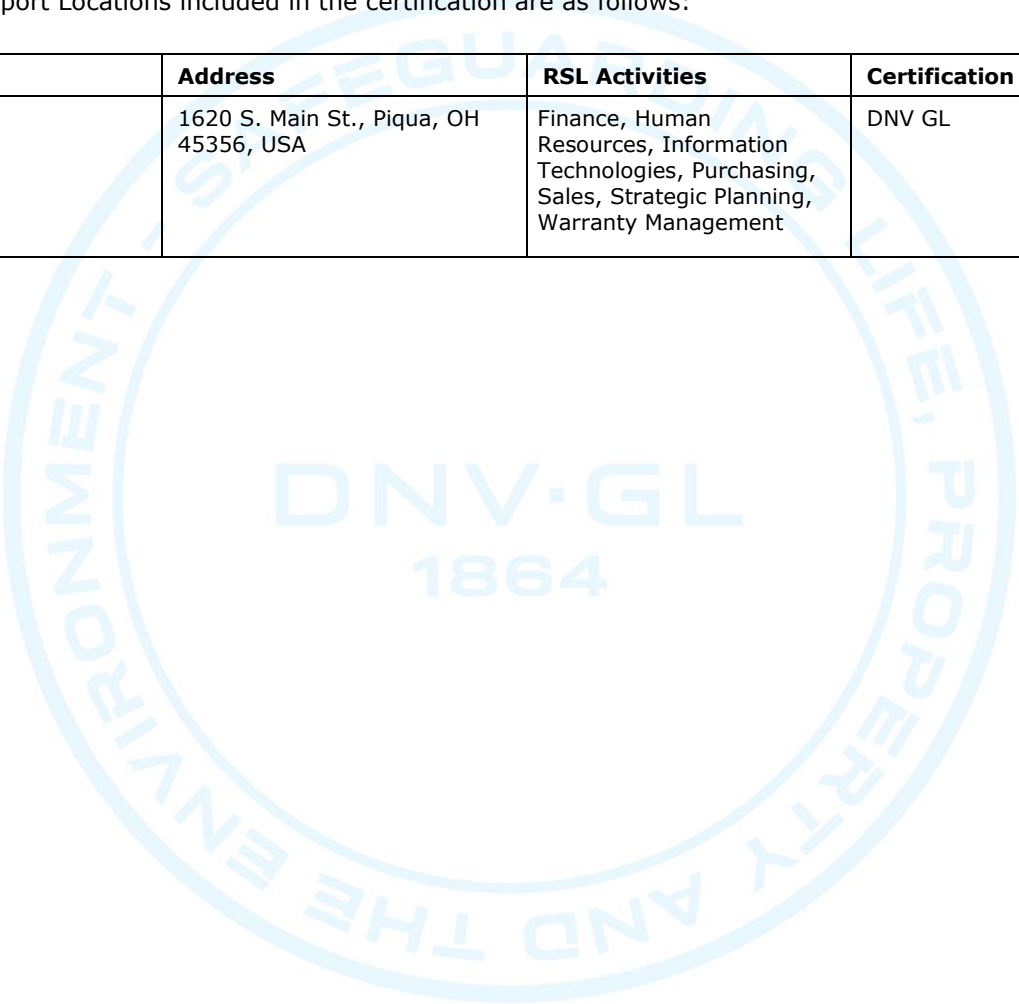 port Locations included in the certification are as follows:
Address RSL Activities Certification
1620 S. Main St., Piqua, OH
45356, USA
Finance, Human
Resources, Information
Technologies, Purchasing,
Sales, Strategic Planning,
Warranty Management
DNV GL
SAFEGUARDING LIFE, PROPERTY AND THE ENVIRONMENT -
DNV·GL
1864